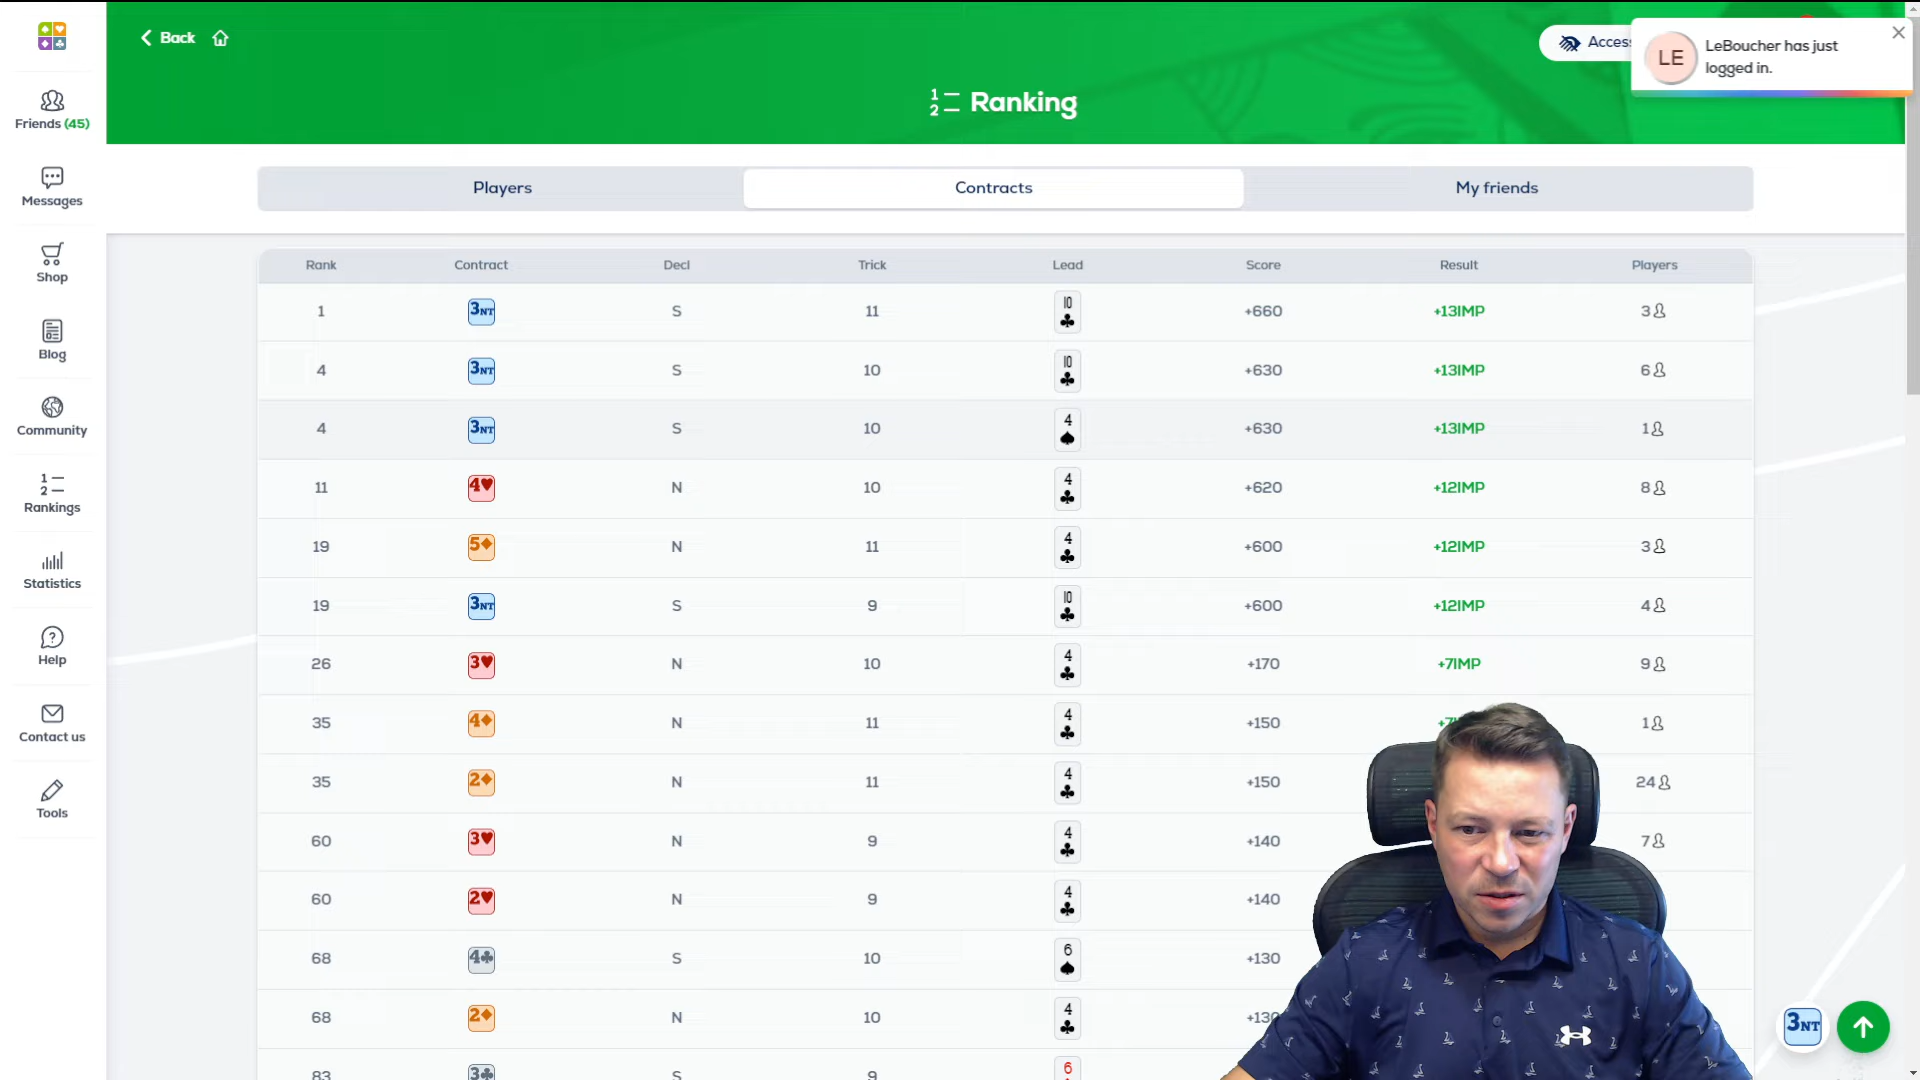 Back
Access
LE
LeBoucher has just
logged in.
1
2
Ranking
Friends (45)
Messages
Shop
Blog
Community
1
2
Rankings
Statistics
Help
Contact us
Tools
Players Contracts My friends
Rank Contract Decl Trick Lead Score Result Players
1 3NT S 11 10♣ +660 +13IMP 3
4 3NT S 10 10♣ +630 +13IMP 6
4 3NT S 10 4♠ +630 +13IMP 1
11 4♥ N 10 4♣ +620 +12IMP 8
19 5♦ N 11 4♣ +600 +12IMP 3
19 3NT S 9 10♣ +600 +12IMP 4
26 3♥ N 10 4♣ +170 +7IMP 9
35 4♦ N 11 4♣ +150 1
35 2♦ N 11 4♣ +150 24
60 3♥ N 9 4♣ +140 7
60 2♥ N 9 4♣ +140
68 4♣ S 10 6♠ +130
68 2♦ N 10 4♣ +130
83 3♣ S 9 6
3NT